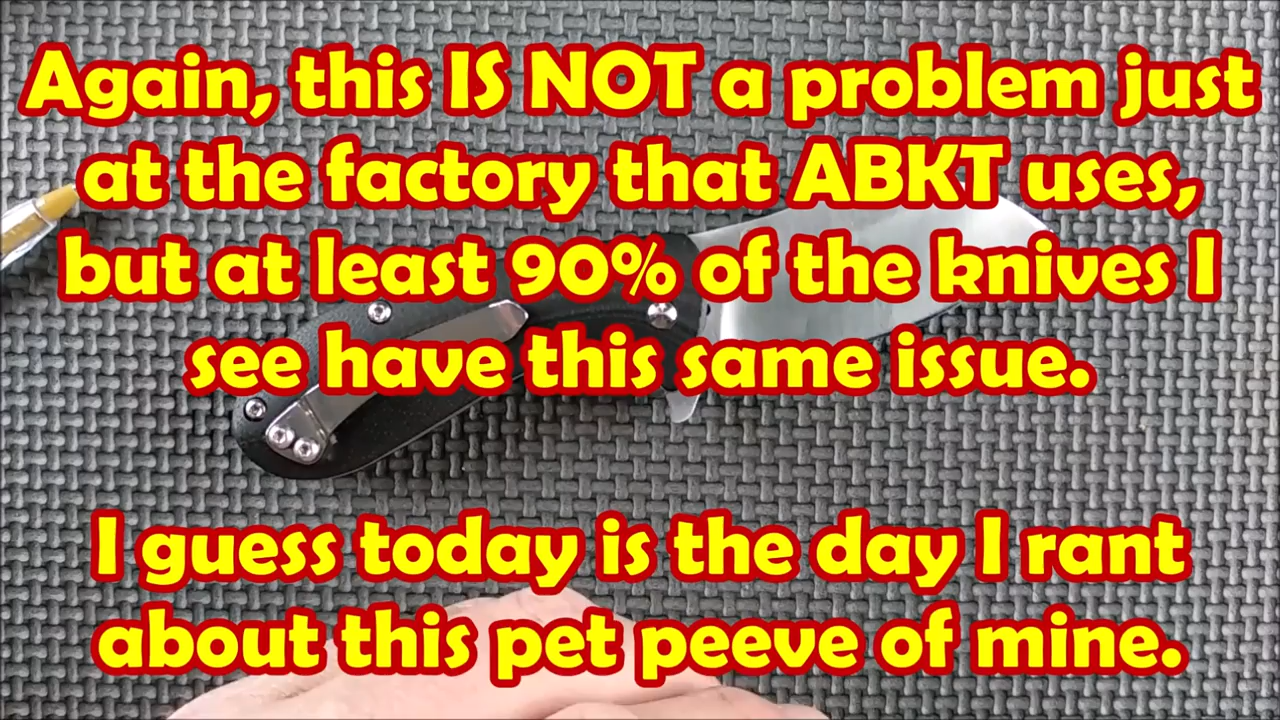 Again, this IS NOT a problem just
at the factory that ABKT uses,
but at least 90% of the knives I
see have this same issue.
I guess today is the day I rant
about this pet peeve of mine.